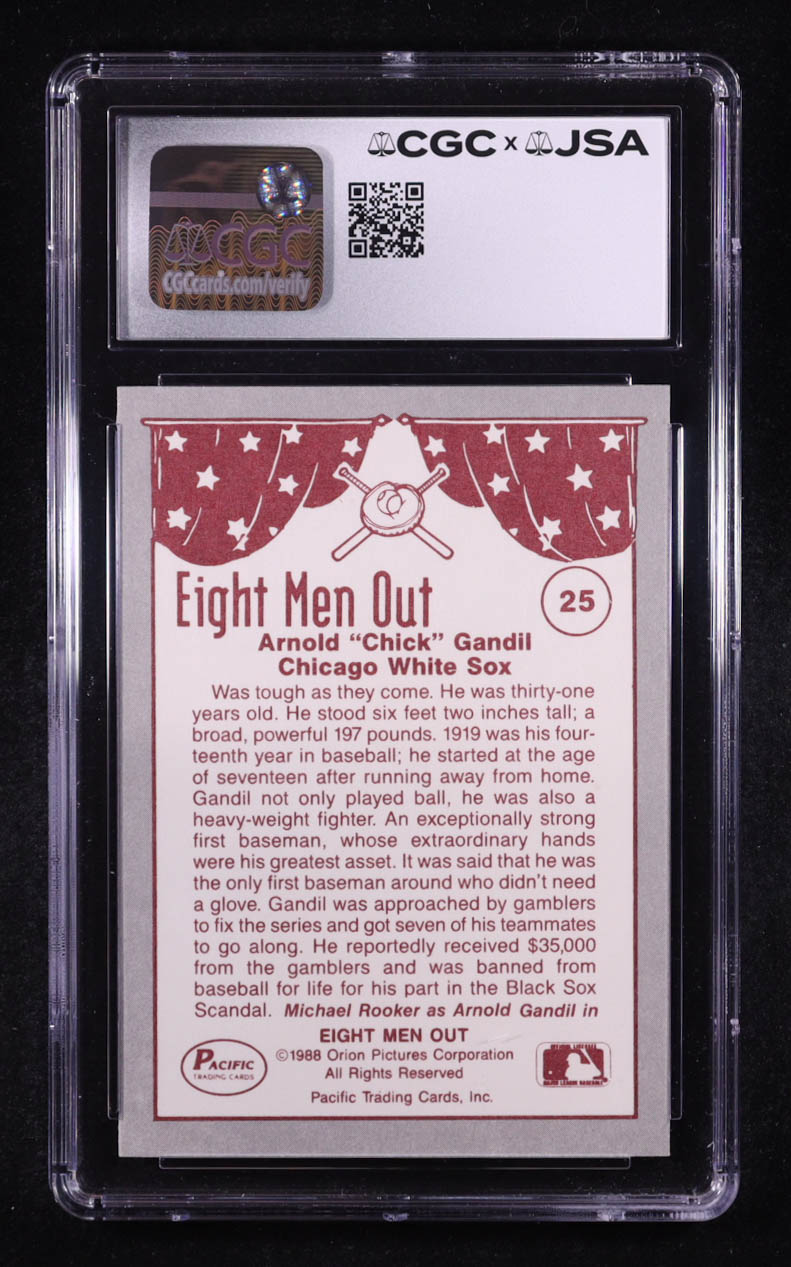 CGC x JSA
CGC
CGCcards.com/verify
Eight Men Out
25
Arnold "Chick" Gandil
Chicago White Sox
Was tough as they come. He was thirty-one
years old. He stood six feet two inches tall; a
broad, powerful 197 pounds. 1919 was his four-
teenth year in baseball; he started at the age
of seventeen after running away from home.
Gandil not only played ball, he was also a
heavy-weight fighter. An exceptionally strong
first baseman, whose extraordinary hands
were his greatest asset. It was said that he was
the only first baseman around who didn't need
a glove. Gandil was approached by gamblers
to fix the series and got seven of his teammates
to go along. He reportedly received $35,000
from the gamblers and was banned from
baseball for life for his part in the Black Sox
Scandal. Michael Rooker as Arnold Gandil in
EIGHT MEN OUT
PACIFIC
TRADING CARDS
©1988 Orion Pictures Corporation
All Rights Reserved
Pacific Trading Cards, Inc.
OFFICIAL LICENSEE
MAJOR LEAGUE BASEBALL